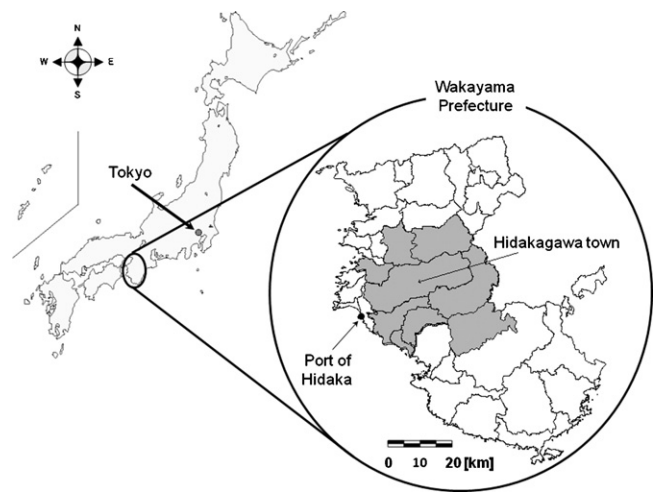 N
W E
S
Tokyo
Wakayama
Prefecture
Hidakagawa town
Port of
Hidaka
0 10 20 [km]